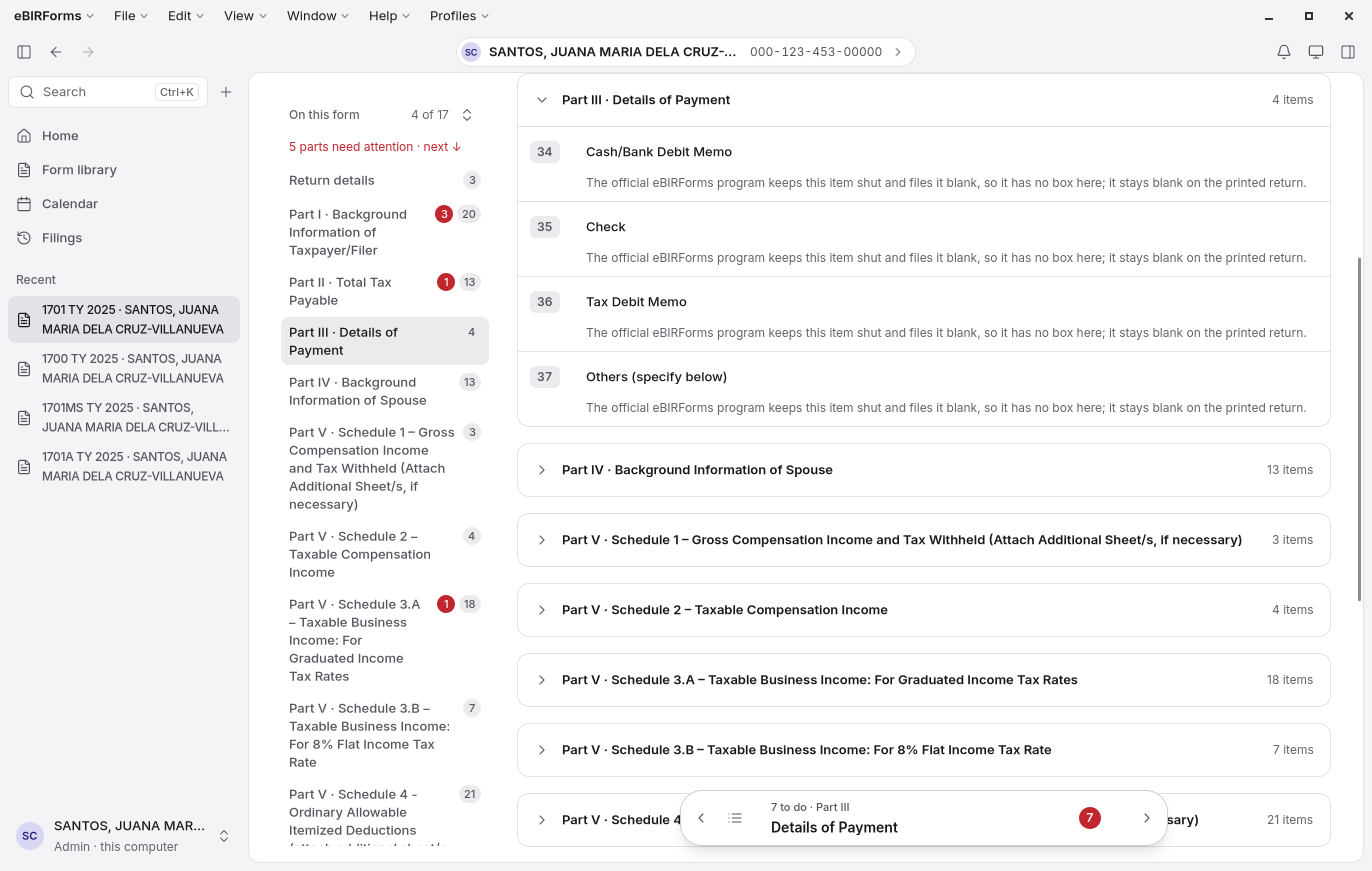 eBIRForms File Edit View Window Help Profiles
SC SANTOS, JUANA MARIA DELA CRUZ-... 000-123-453-00000
Search Ctrl+K
Home
Form library
Calendar
Filings
Recent
1701 TY 2025 · SANTOS, JUANA
MARIA DELA CRUZ-VILLANUEVA
1700 TY 2025 · SANTOS, JUANA
MARIA DELA CRUZ-VILLANUEVA
1701MS TY 2025 · SANTOS,
JUANA MARIA DELA CRUZ-VILL...
1701A TY 2025 · SANTOS, JUANA
MARIA DELA CRUZ-VILLANUEVA
SC SANTOS, JUANA MAR...
Admin · this computer
On this form 4 of 17
5 parts need attention · next ↓
Return details 3
Part I · Background 3 20
Information of
Taxpayer/Filer
Part II · Total Tax 1 13
Payable
Part III · Details of 4
Payment
Part IV · Background 13
Information of Spouse
Part V · Schedule 1 – Gross 3
Compensation Income
and Tax Withheld (Attach
Additional Sheet/s, if
necessary)
Part V · Schedule 2 – 4
Taxable Compensation
Income
Part V · Schedule 3.A 1 18
– Taxable Business
Income: For
Graduated Income
Tax Rates
Part V · Schedule 3.B – 7
Taxable Business Income:
For 8% Flat Income Tax
Rate
Part V · Schedule 4 - 21
Ordinary Allowable
Itemized Deductions
(attach additional sheet/s,
Part III · Details of Payment 4 items
34 Cash/Bank Debit Memo
The official eBIRForms program keeps this item shut and files it blank, so it has no box here; it stays blank on the printed return.
35 Check
The official eBIRForms program keeps this item shut and files it blank, so it has no box here; it stays blank on the printed return.
36 Tax Debit Memo
The official eBIRForms program keeps this item shut and files it blank, so it has no box here; it stays blank on the printed return.
37 Others (specify below)
The official eBIRForms program keeps this item shut and files it blank, so it has no box here; it stays blank on the printed return.
Part IV · Background Information of Spouse 13 items
Part V · Schedule 1 – Gross Compensation Income and Tax Withheld (Attach Additional Sheet/s, if necessary) 3 items
Part V · Schedule 2 – Taxable Compensation Income 4 items
Part V · Schedule 3.A – Taxable Business Income: For Graduated Income Tax Rates 18 items
Part V · Schedule 3.B – Taxable Business Income: For 8% Flat Income Tax Rate 7 items
Part V · Schedule 4 sary) 21 items
7 to do · Part III
Details of Payment 7